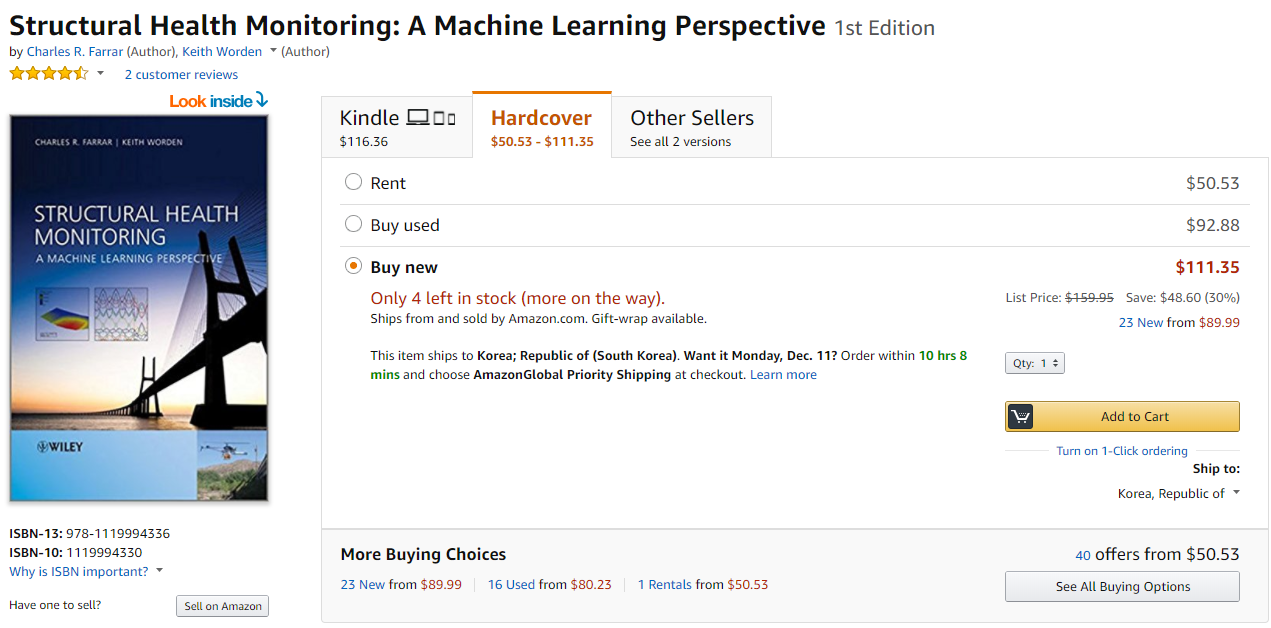 Structural Health Monitoring: A Machine Learning Perspective 1st Edition
by Charles R. Farrar (Author), Keith Worden (Author)
2 customer reviews
Look inside
CHARLES R. FARRAR | KEITH WORDEN
STRUCTURAL HEALTH
MONITORING
A MACHINE LEARNING PERSPECTIVE
WILEY
ISBN-13: 978-1119994336
ISBN-10: 1119994330
Why is ISBN important?
Have one to sell?
Sell on Amazon
Kindle
$116.36
Hardcover
$50.53 - $111.35
Other Sellers
See all 2 versions
Rent $50.53
Buy used $92.88
Buy new $111.35
Only 4 left in stock (more on the way).
Ships from and sold by Amazon.com. Gift-wrap available.
This item ships to Korea; Republic of (South Korea). Want it Monday, Dec. 11? Order within 10 hrs 8
mins and choose AmazonGlobal Priority Shipping at checkout. Learn more
List Price: $159.95 Save: $48.60 (30%)
23 New from $89.99
Qty: 1
Add to Cart
Turn on 1-Click ordering
Ship to:
Korea, Republic of
More Buying Choices
23 New from $89.99
16 Used from $80.23
1 Rentals from $50.53
40 offers from $50.53
See All Buying Options